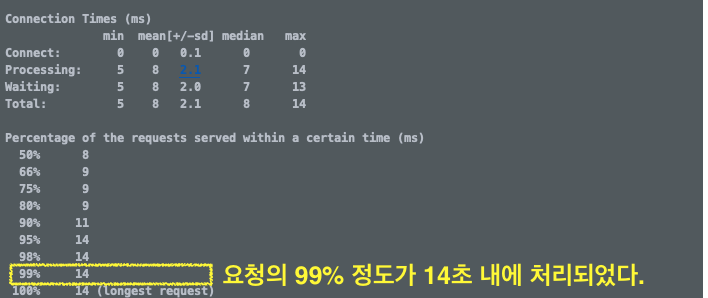 Connection Times (ms)
min mean[+/-sd] median max
Connect: 0 0 0.1 0 0
Processing: 5 8 2.1 7 14
Waiting: 5 8 2.0 7 13
Total: 5 8 2.1 8 14
Percentage of the requests served within a certain time (ms)
50% 8
66% 9
75% 9
80% 9
90% 11
95% 14
98% 14
99% 14 요청의 99% 정도가 14초 내에 처리되었다.
100% 14 (longest request)